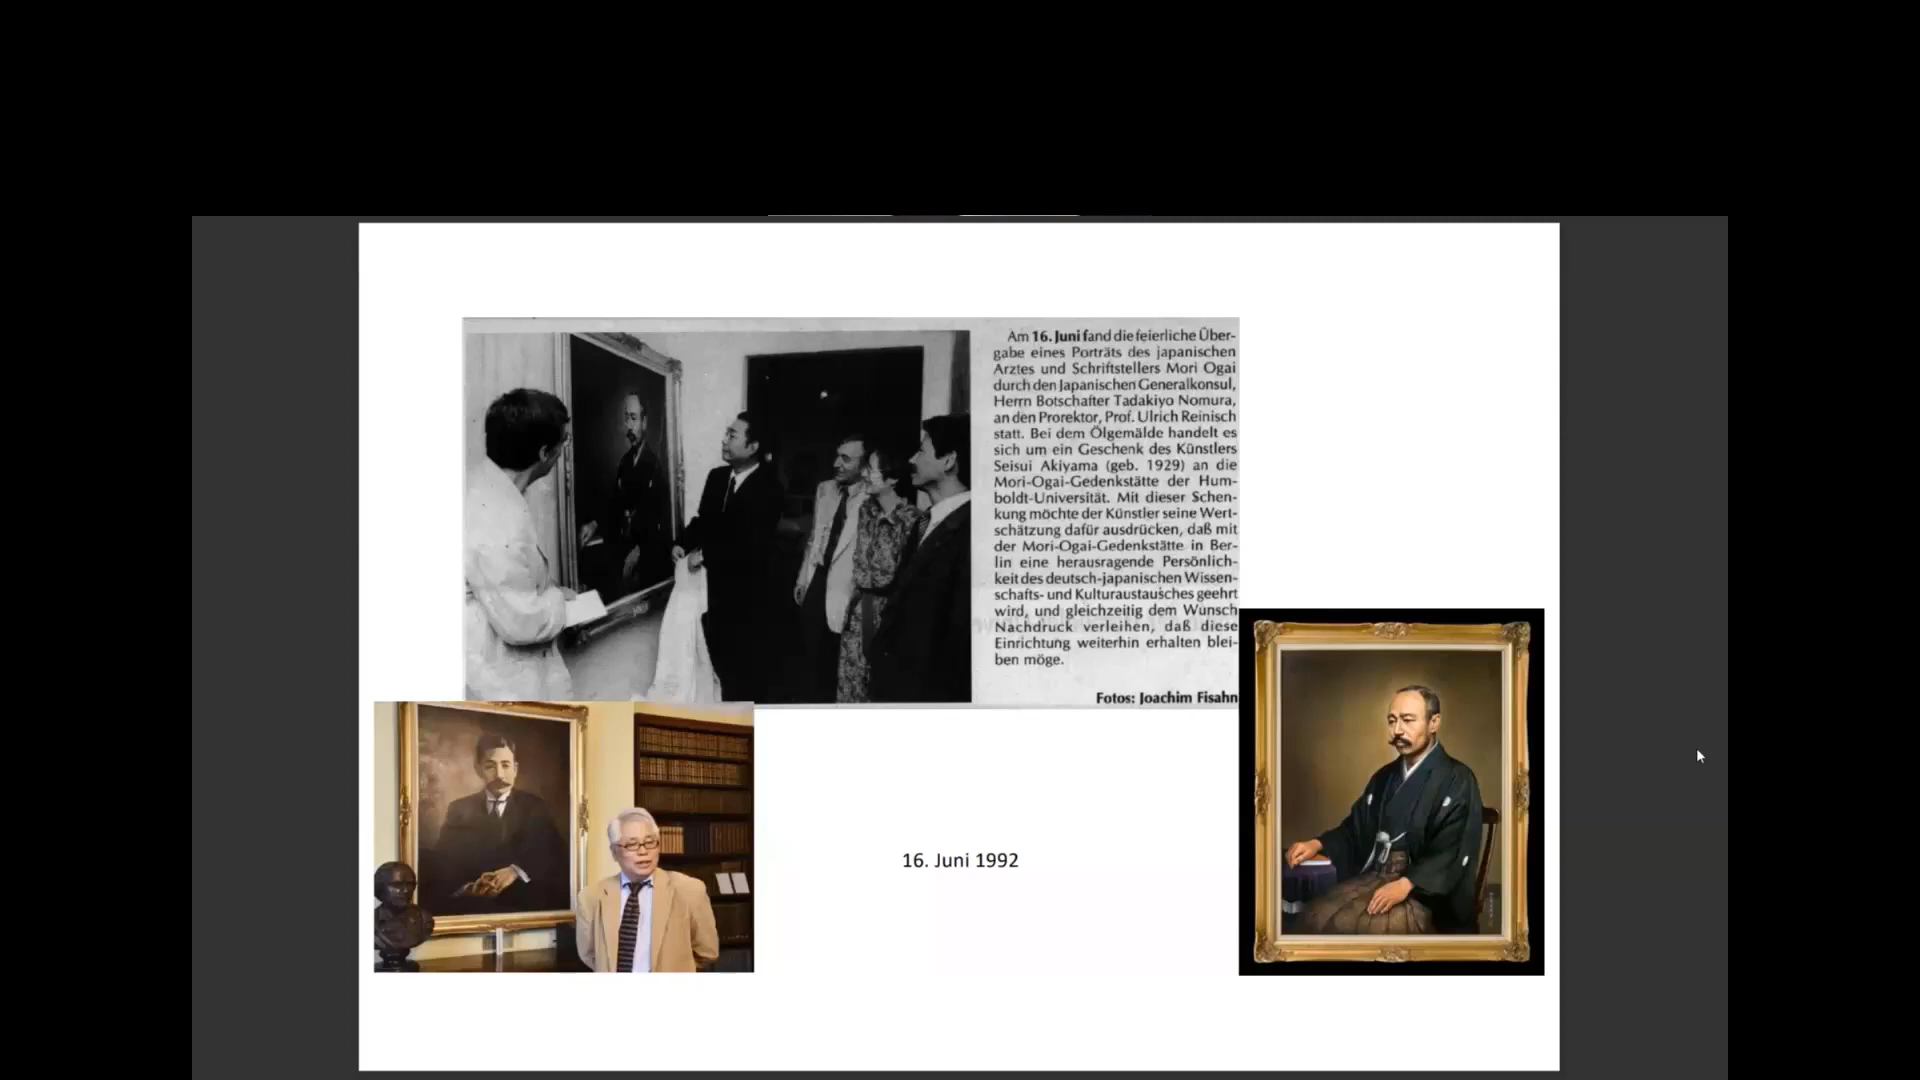 Am 16. Juni fand die feierliche Über-
gabe eines Porträts des japanischen
Arztes und Schriftstellers Mori Ogai
durch den Japanischen Generalkonsul,
Herrn Botschafter Tadakiyo Nomura,
an den Prorektor, Prof. Ulrich Reinisch
statt. Bei dem Ölgemälde handelt es
sich um ein Geschenk des Künstlers
Seisui Akiyama (geb. 1929) an die
Mori-Ogai-Gedenkstätte der Hum-
boldt-Universität. Mit dieser Schen-
kung möchte der Künstler seine Wert-
schätzung dafür ausdrücken, daß mit
der Mori-Ogai-Gedenkstätte in Ber-
lin eine herausragende Persönlich-
keit des deutsch-japanischen Wissen-
schafts- und Kulturaustausches geehrt
wird, und gleichzeitig dem Wunsch
Nachdruck verleihen, daß diese
Einrichtung weiterhin erhalten blei-
ben möge.
Fotos: Joachim Fisahn
16. Juni 1992